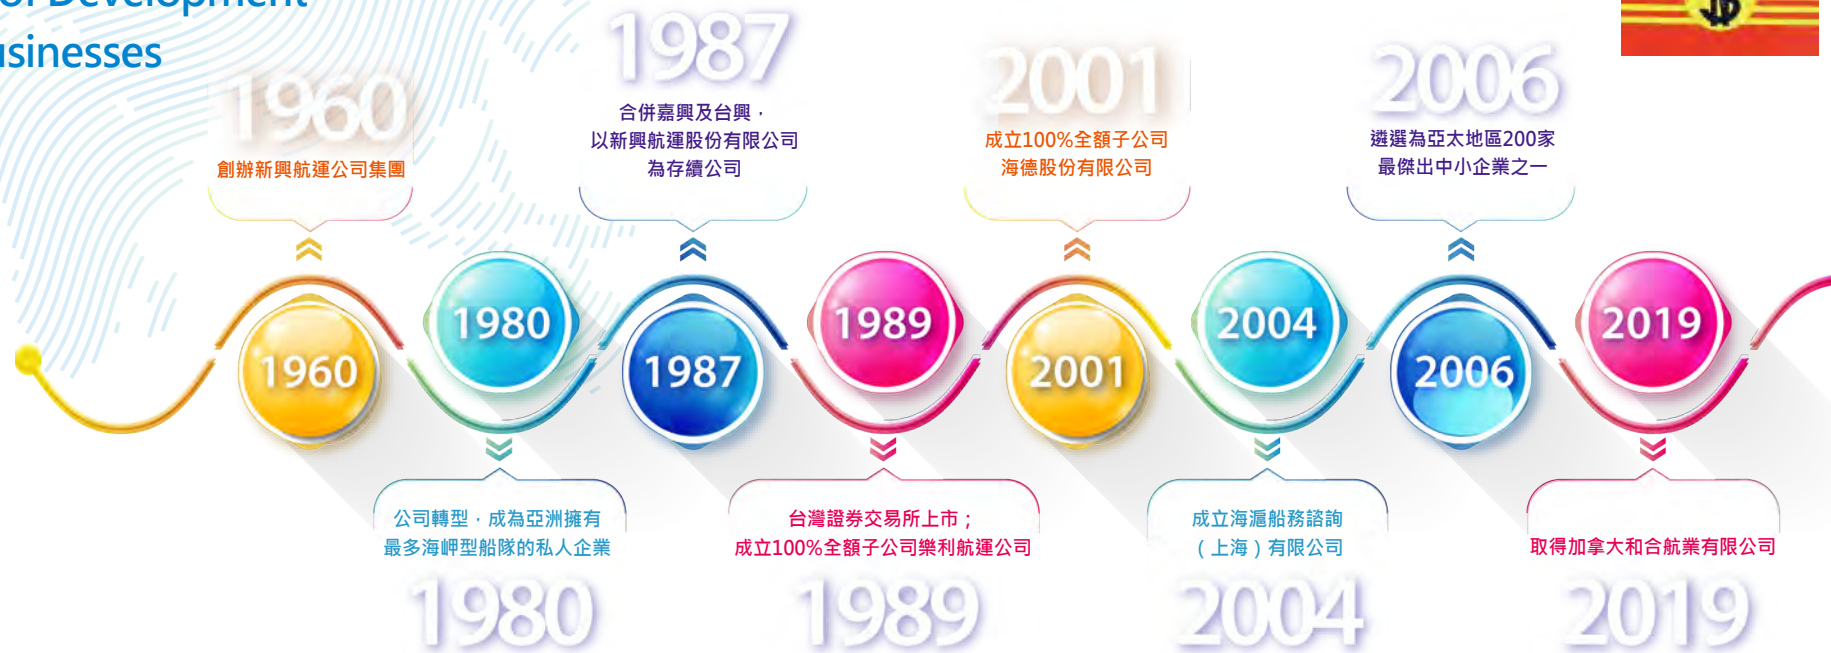 of Development
usinesses
1960
創辦新興航運公司集團
1987
合併嘉興及台興，
以新興航運股份有限公司
為存續公司
2001
成立100%全額子公司
海德股份有限公司
2006
遴選為亞太地區200家
最傑出中小企業之一
1960
1980
1987
1989
2001
2004
2006
2019
公司轉型，成為亞洲擁有
最多海岬型船隊的私人企業
1980
台灣證券交易所上市；
成立100%全額子公司樂利航運公司
1989
成立海滬船務諮詢
（上海）有限公司
2004
取得加拿大和合航業有限公司
2019